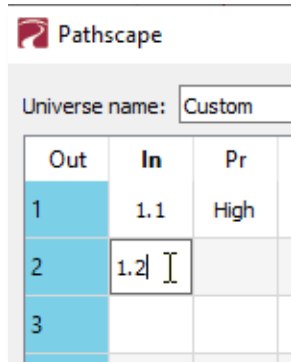 Pathscape
Universe name: Custom
Out In Pr
1 1.1 High
2 1.2
3